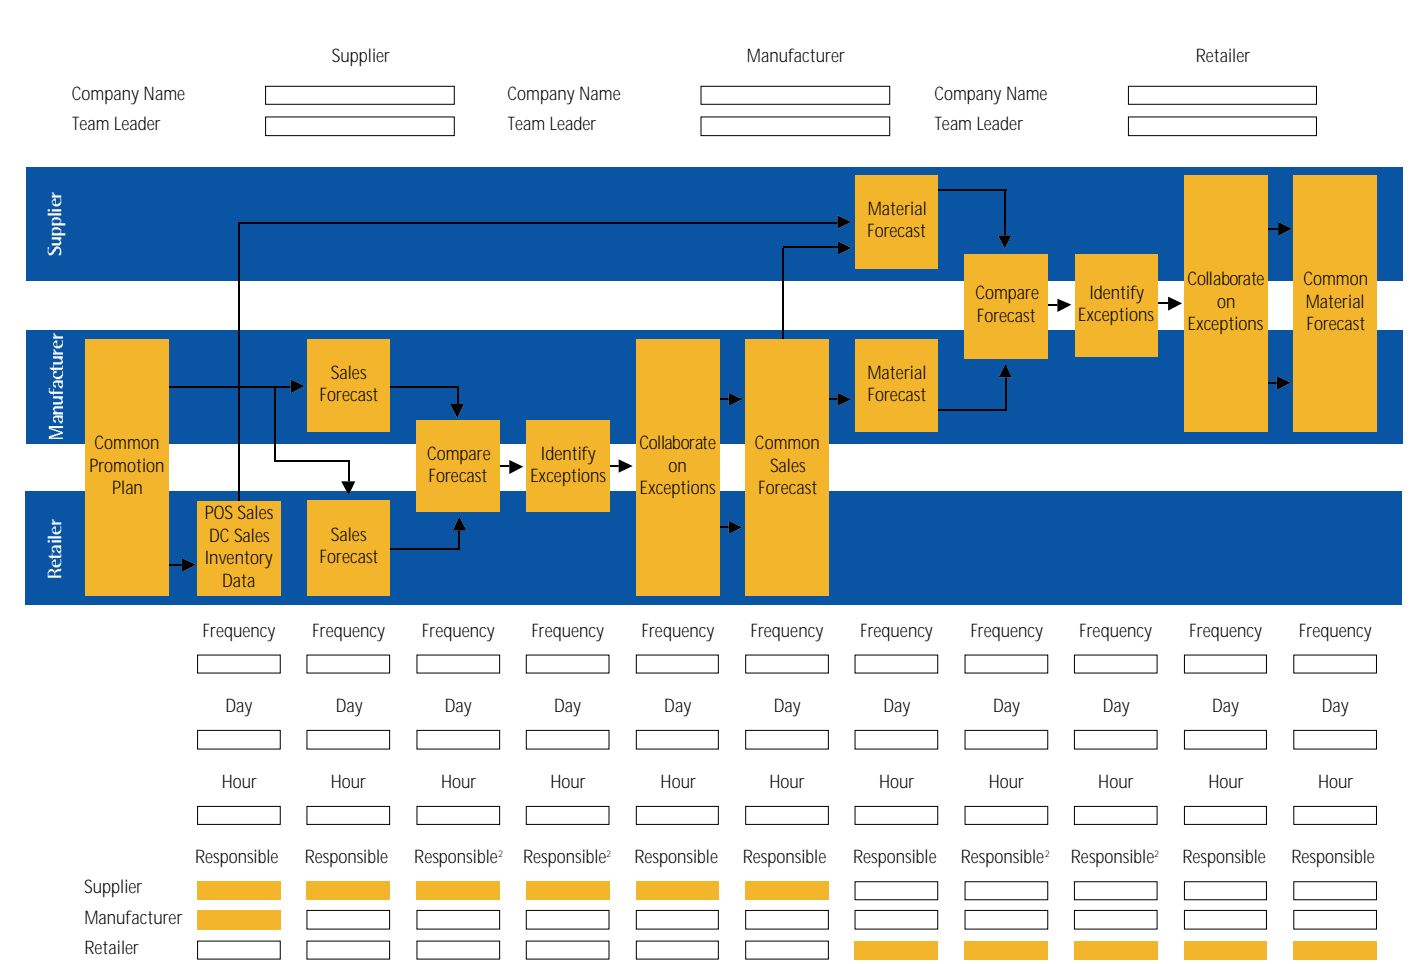 Supplier Manufacturer Retailer
Company Name Company Name Company Name
Team Leader Team Leader Team Leader
Supplier
Material
Forecast
Compare
Forecast
Identify
Exceptions
Collaborate
on
Exceptions
Common
Material
Forecast
Manufacturer
Common
Promotion
Plan
Sales
Forecast
Compare
Forecast
Identify
Exceptions
Collaborate
on
Exceptions
Common
Sales
Forecast
Material
Forecast
Retailer
POS Sales
DC Sales
Inventory
Data
Sales
Forecast
Frequency Frequency Frequency Frequency Frequency Frequency Frequency Frequency Frequency Frequency Frequency
Day Day Day Day Day Day Day Day Day Day Day
Hour Hour Hour Hour Hour Hour Hour Hour Hour Hour Hour
Responsible Responsible Responsible² Responsible² Responsible Responsible Responsible Responsible² Responsible² Responsible Responsible
Supplier
Manufacturer
Retailer